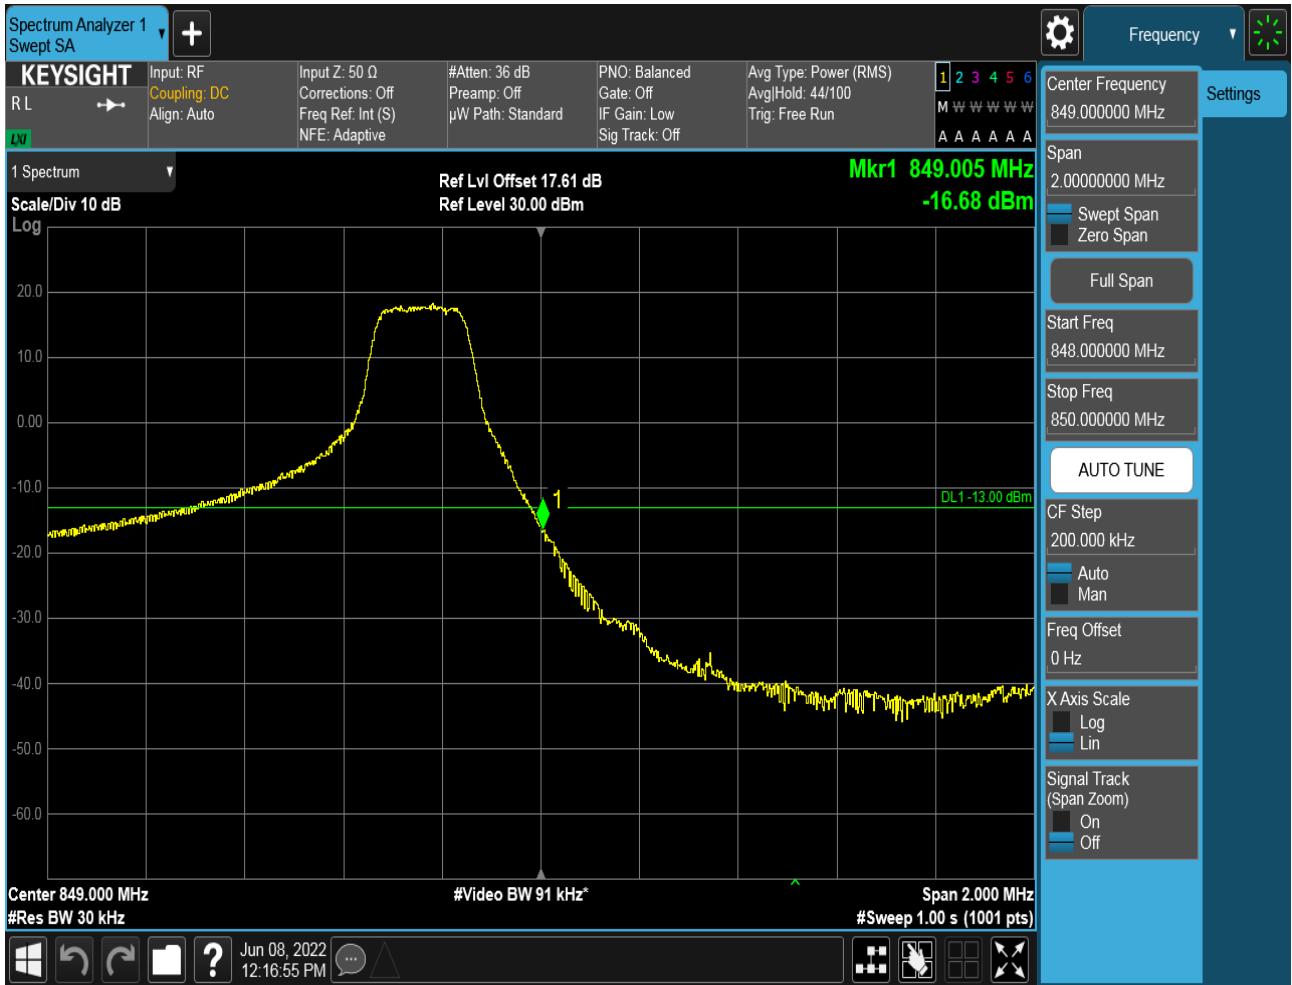 Spectrum Analyzer 1
Swept SA
+
Frequency
KEYSIGHT
R L
LXI
Input: RF
Coupling: DC
Align: Auto
Input Z: 50 Ω
Corrections: Off
Freq Ref: Int (S)
NFE: Adaptive
#Atten: 36 dB
Preamp: Off
µW Path: Standard
PNO: Balanced
Gate: Off
IF Gain: Low
Sig Track: Off
Avg Type: Power (RMS)
Avg|Hold: 44/100
Trig: Free Run
1 2 3 4 5 6
M W W W W W
A A A A A A
1 Spectrum
Scale/Div 10 dB
Log
Ref Lvl Offset 17.61 dB
Ref Level 30.00 dBm
Mkr1 849.005 MHz
-16.68 dBm
20.0
10.0
0.00
-10.0
-20.0
-30.0
-40.0
-50.0
-60.0
1
DL1 -13.00 dBm
Center 849.000 MHz
#Res BW 30 kHz
#Video BW 91 kHz*
Span 2.000 MHz
#Sweep 1.00 s (1001 pts)
?
Jun 08, 2022
12:16:55 PM
Center Frequency
849.000000 MHz
Span
2.00000000 MHz
Swept Span
Zero Span
Full Span
Start Freq
848.000000 MHz
Stop Freq
850.000000 MHz
AUTO TUNE
CF Step
200.000 kHz
Auto
Man
Freq Offset
0 Hz
X Axis Scale
Log
Lin
Signal Track
(Span Zoom)
On
Off
Settings